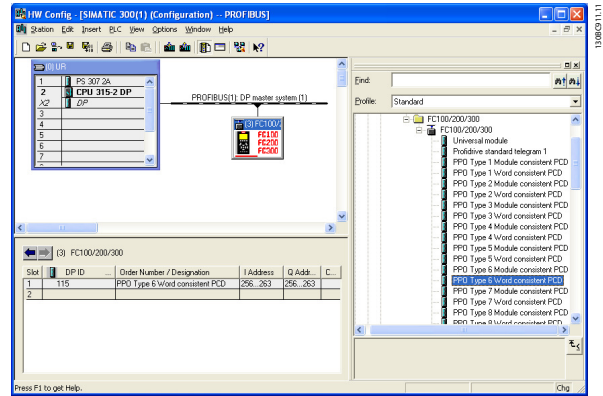 HW Config - [SIMATIC 300(1) (Configuration) -- PROFIBUS]
Station Edit Insert PLC View Options Window Help
(0) UR
1 PS 307 2A
2 CPU 315-2 DP
X2 DP
3
4
5
6
7
PROFIBUS(1): DP master system (1)
(3) FC100/2
FC100
FC200
FC300
Find:
Profile: Standard
FC100/200/300
FC100/200/300
Universal module
Profidrive standard telegram 1
PPO Type 1 Module consistent PCD
PPO Type 1 Word consistent PCD
PPO Type 2 Module consistent PCD
PPO Type 2 Word consistent PCD
PPO Type 3 Module consistent PCD
PPO Type 3 Word consistent PCD
PPO Type 4 Module consistent PCD
PPO Type 4 Word consistent PCD
PPO Type 5 Module consistent PCD
PPO Type 5 Word consistent PCD
PPO Type 6 Module consistent PCD
PPO Type 6 Word consistent PCD
PPO Type 7 Module consistent PCD
PPO Type 7 Word consistent PCD
PPO Type 8 Module consistent PCD
PPO Type 8 Word consistent PCD
(3) FC100/200/300
Slot DP ID ... Order Number / Designation I Address Q Add... C...
1 115 PPO Type 6 Word consistent PCD 256...263 256...263
2
Press F1 to get Help.
Chg
130BC911.11